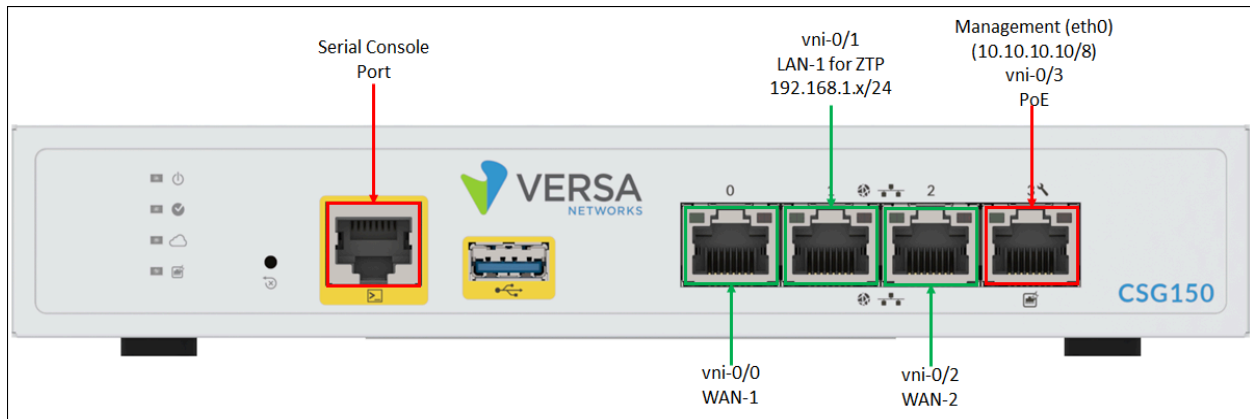 Serial Console
Port
vni-0/1
LAN-1 for ZTP
192.168.1.x/24
Management (eth0)
(10.10.10.10/8)
vni-0/3
PoE
VERSA
NETWORKS
0
1
2
3
CSG150
vni-0/0
WAN-1
vni-0/2
WAN-2